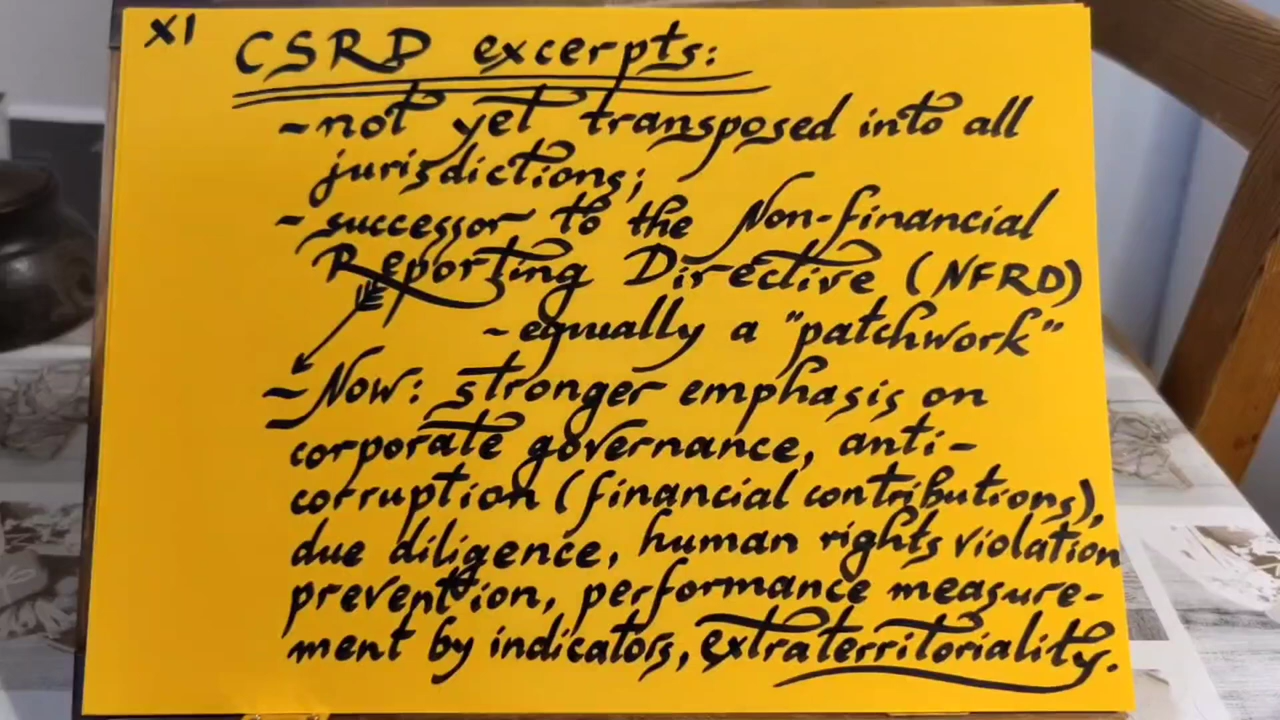 XI
CSRD excerpts:
- not yet transposed into all
jurisdictions;
- successor to the Non-financial
Reporting Directive (NFRD)
- equally a "patchwork"
- Now: stronger emphasis on
corporate governance, anti-
corruption (financial contributions),
due diligence, human rights violation
prevention, performance measure-
ment by indicators, extraterritoriality.